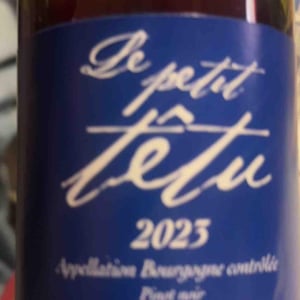 Le petit
têtu
2023
Appellation Bourgogne contrôlée
Pinot noir